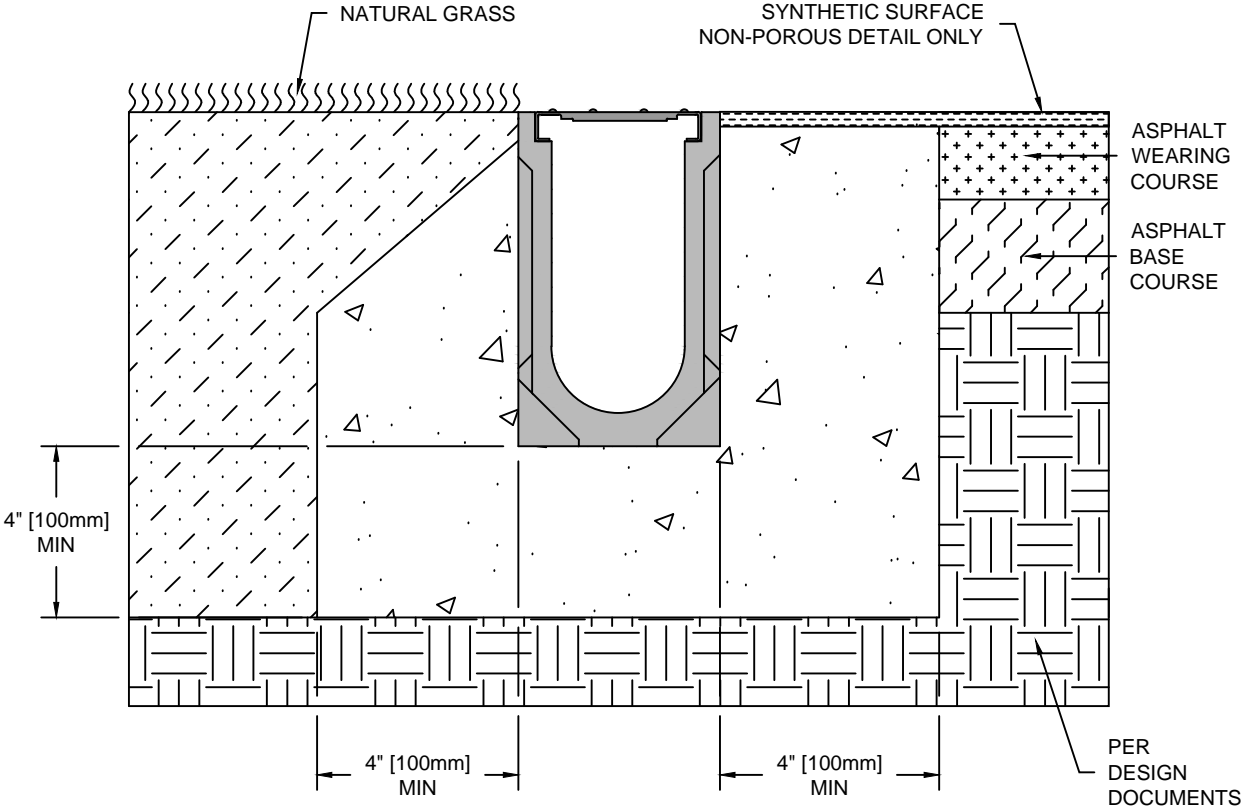 NATURAL GRASS
SYNTHETIC SURFACE
NON-POROUS DETAIL ONLY
ASPHALT
WEARING
COURSE
ASPHALT
BASE
COURSE
4" [100mm]
MIN
4" [100mm]
MIN
4" [100mm]
MIN
PER
DESIGN
DOCUMENTS